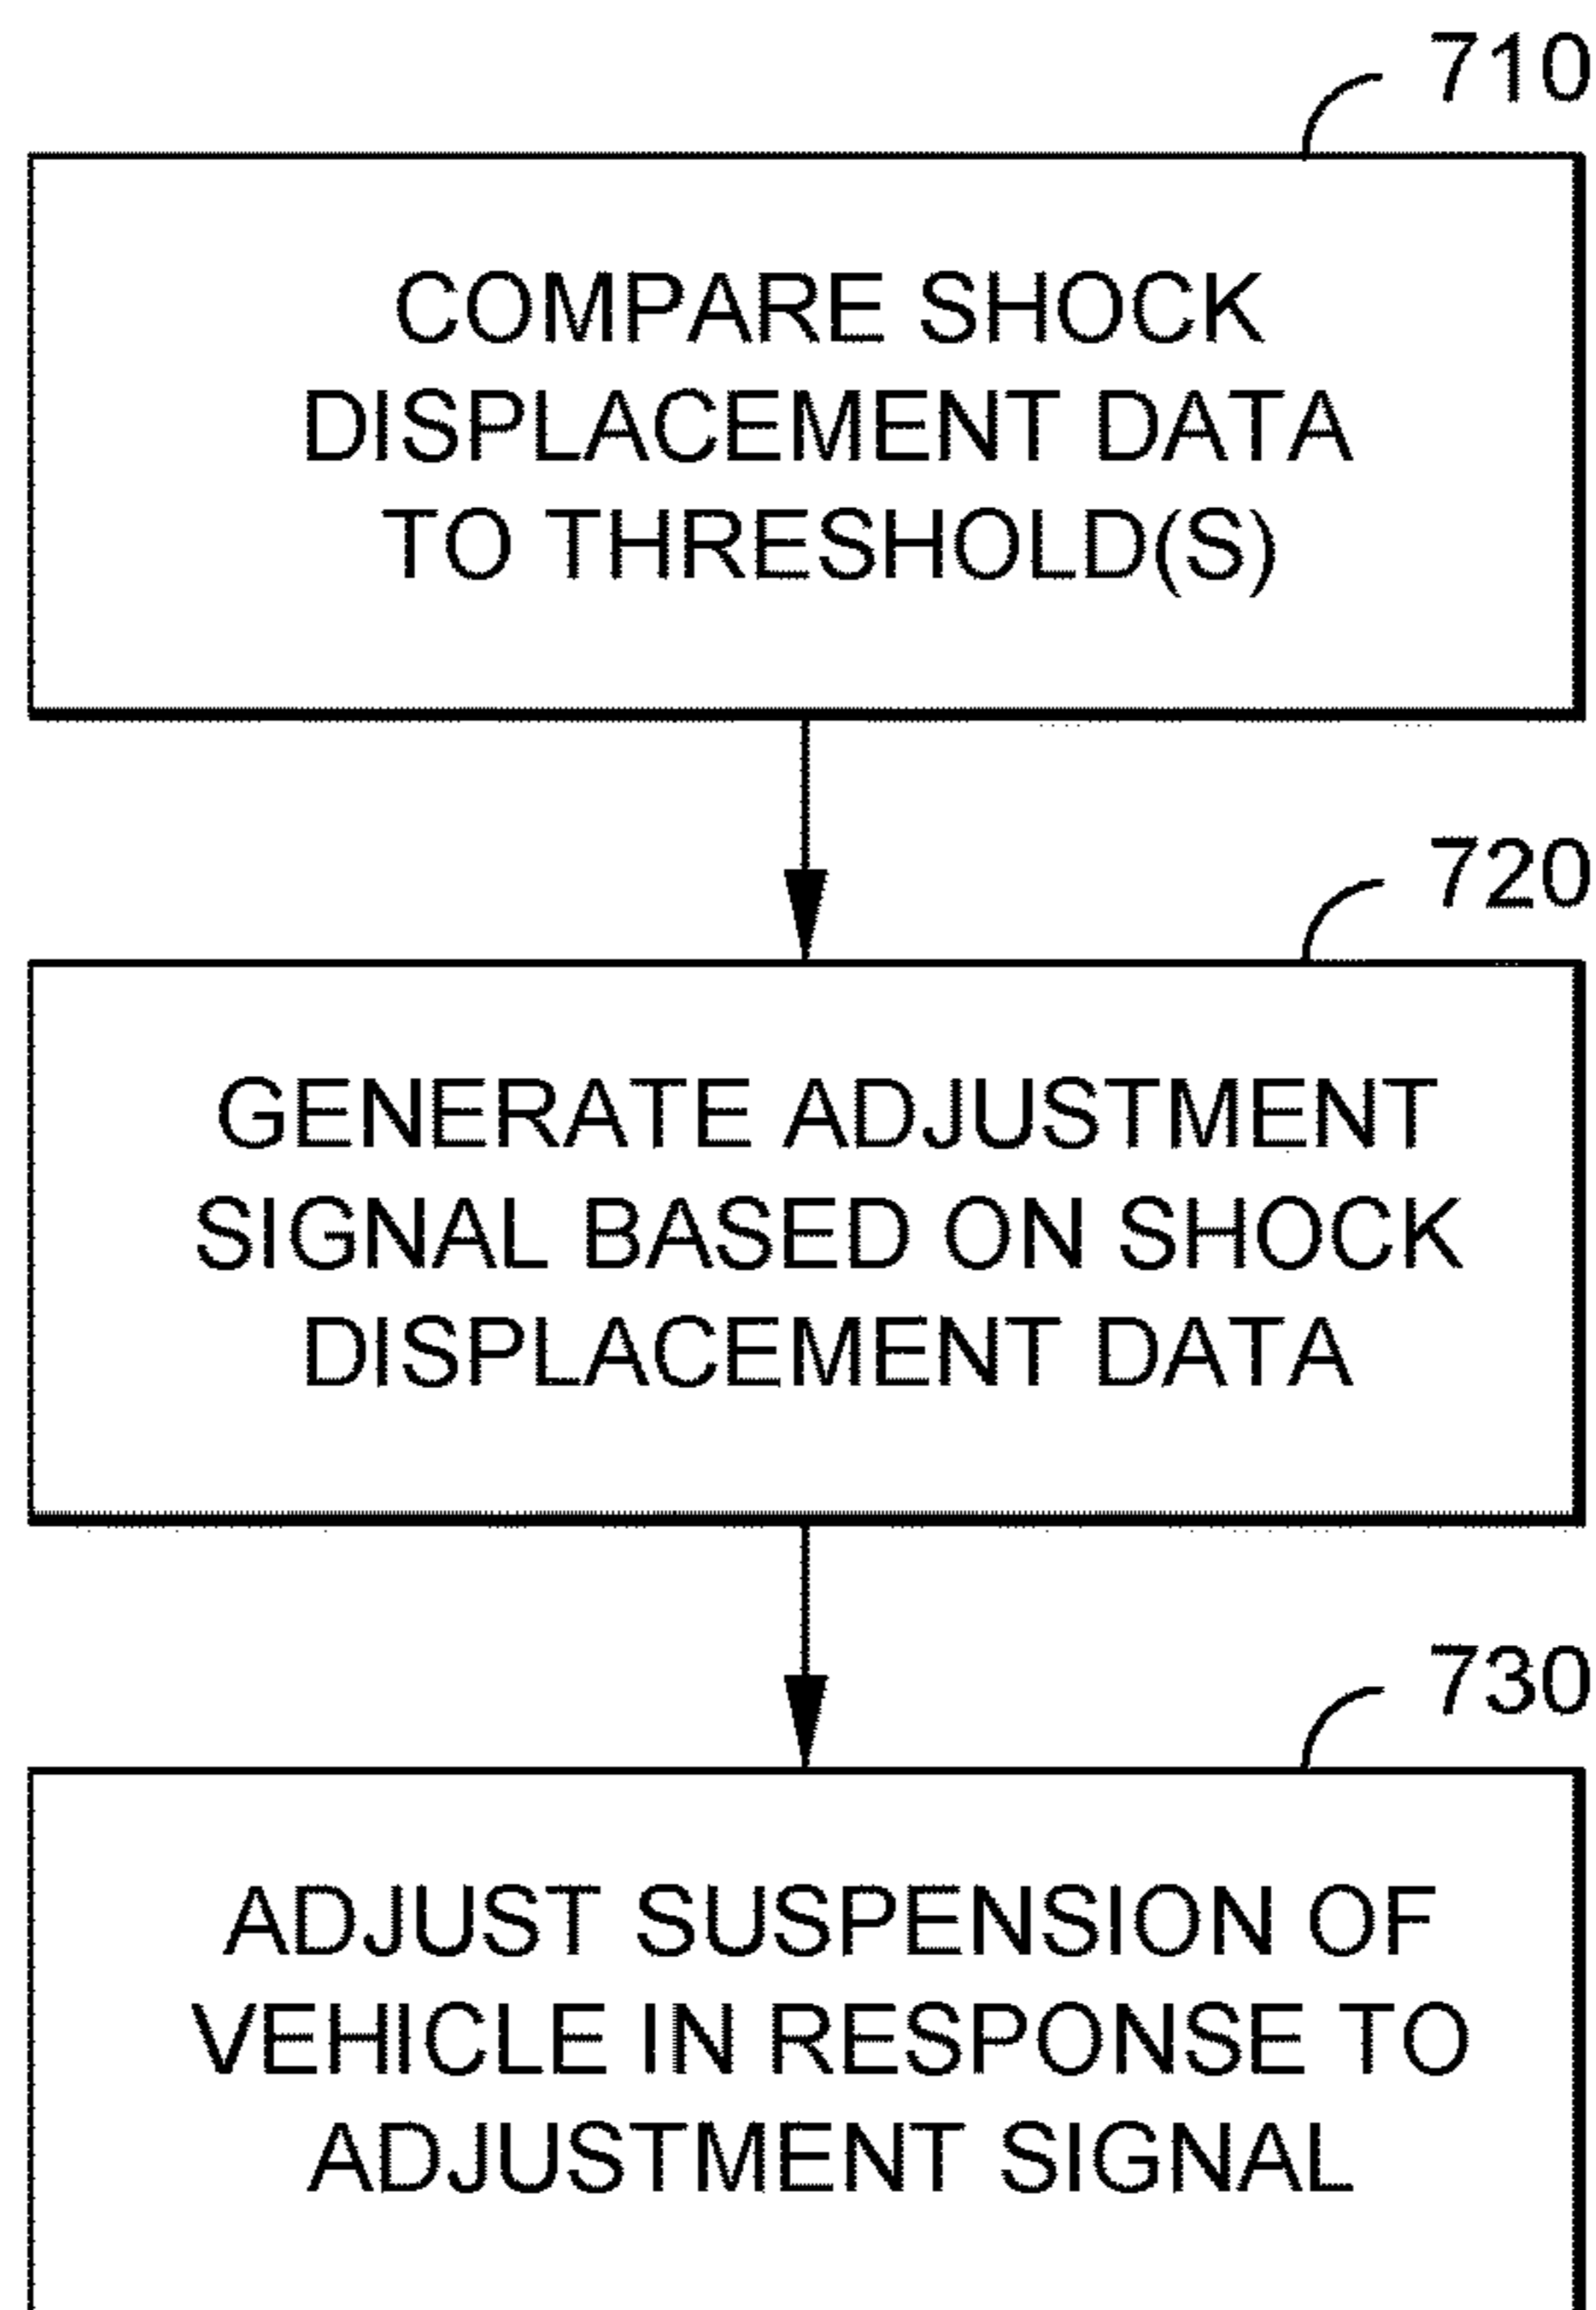 710
COMPARE SHOCK
DISPLACEMENT DATA
TO THRESHOLD(S)
720
GENERATE ADJUSTMENT
SIGNAL BASED ON SHOCK
DISPLACEMENT DATA
730
ADJUST SUSPENSION OF
VEHICLE IN RESPONSE TO
ADJUSTMENT SIGNAL